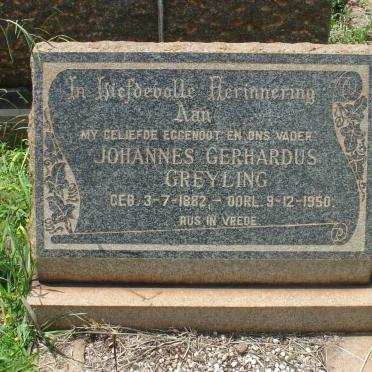 In Liefdevolle Herinnering
Aan
MY GELIEFDE EGGENOOT EN ONS VADER
JOHANNES GERHARDUS
GREYLING
GEB. 3-7-1882, - OORL. 9-12-1950.
RUS IN VREDE